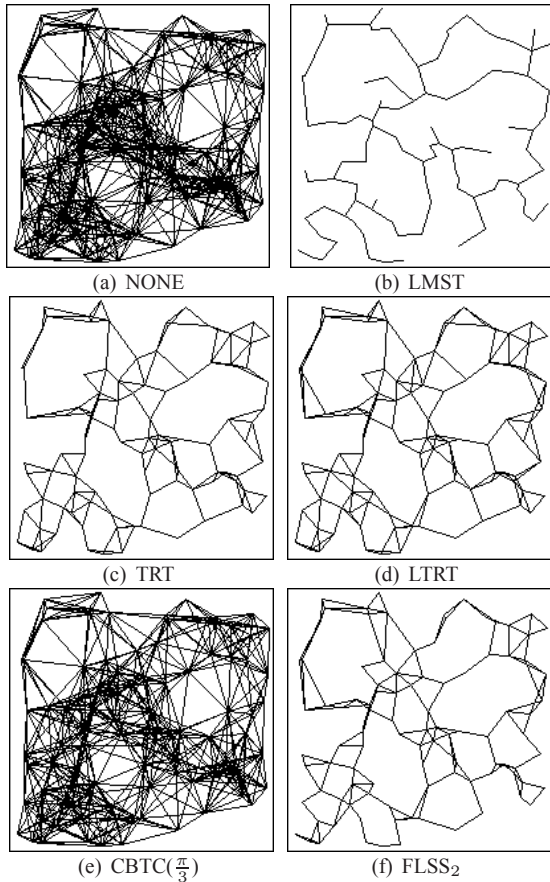 (a) NONE
(b) LMST
(c) TRT
(d) LTRT
(e) CBTC(π/3)
(f) FLSS₂